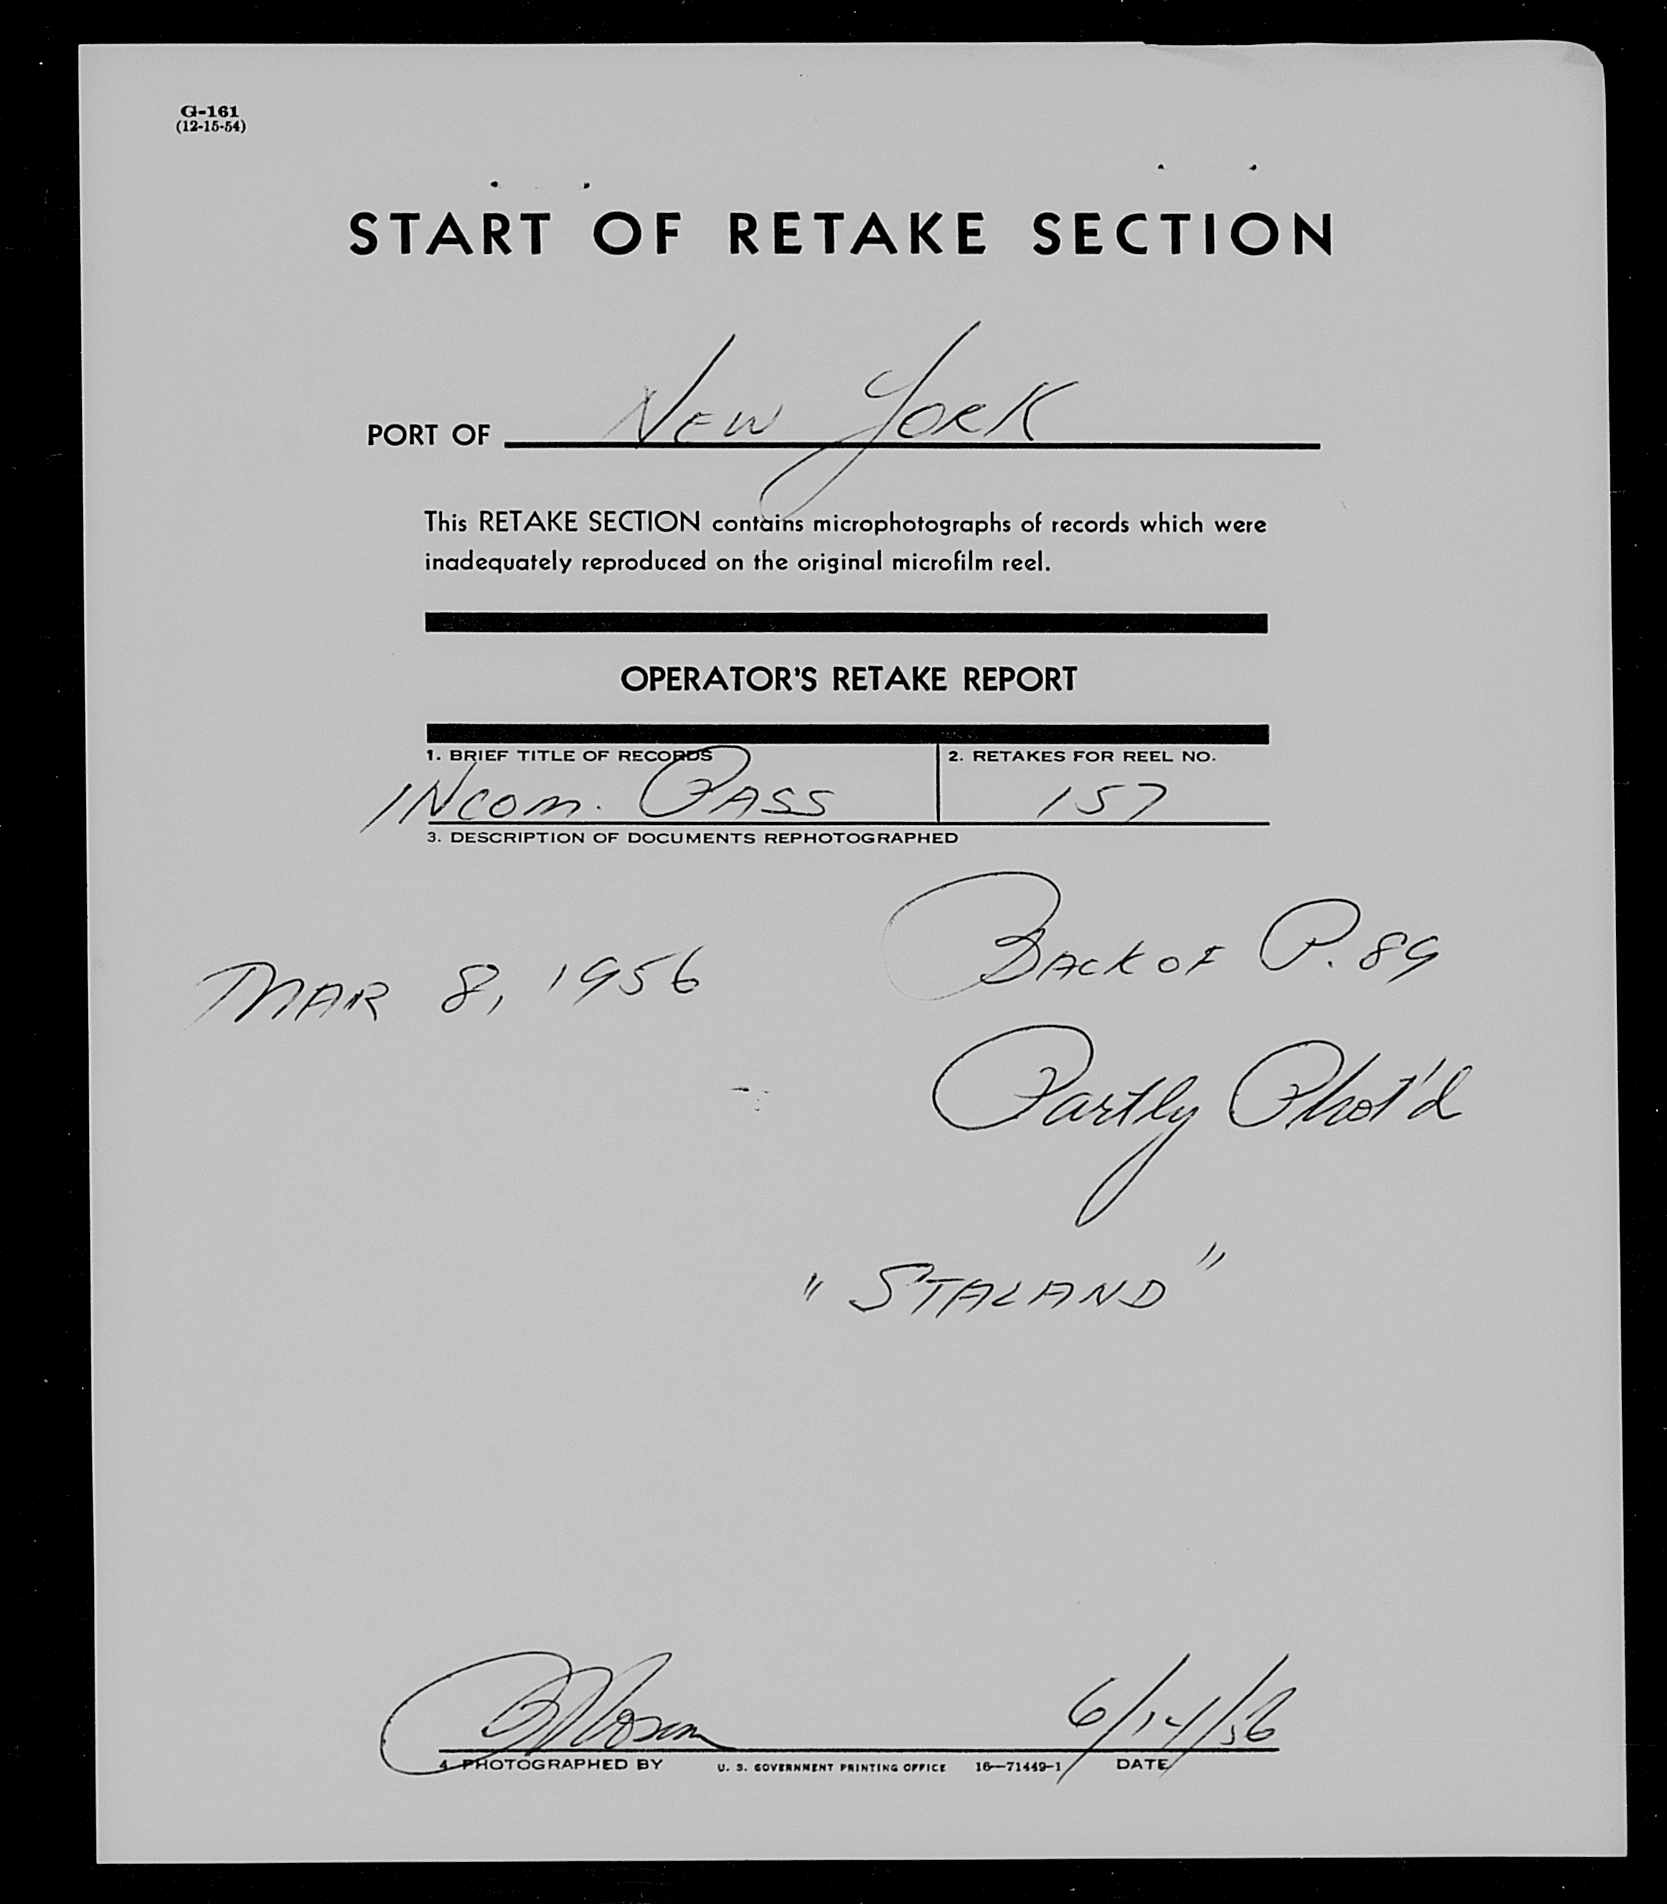 G-161
(12-15-54)
START OF RETAKE SECTION
PORT OF NEW YORK
This RETAKE SECTION contains microphotographs of records which were
inadequately reproduced on the original microfilm reel.
OPERATOR'S RETAKE REPORT
1. BRIEF TITLE OF RECORDS 2. RETAKES FOR REEL NO.
INCOM. PASS 157
3. DESCRIPTION OF DOCUMENTS REPHOTOGRAPHED
MAR 8, 1956 BACK OF P. 89
Partly Phot'd
"STALAND"
6/14/56
4. PHOTOGRAPHED BY U. S. GOVERNMENT PRINTING OFFICE 16—71449-1 DATE